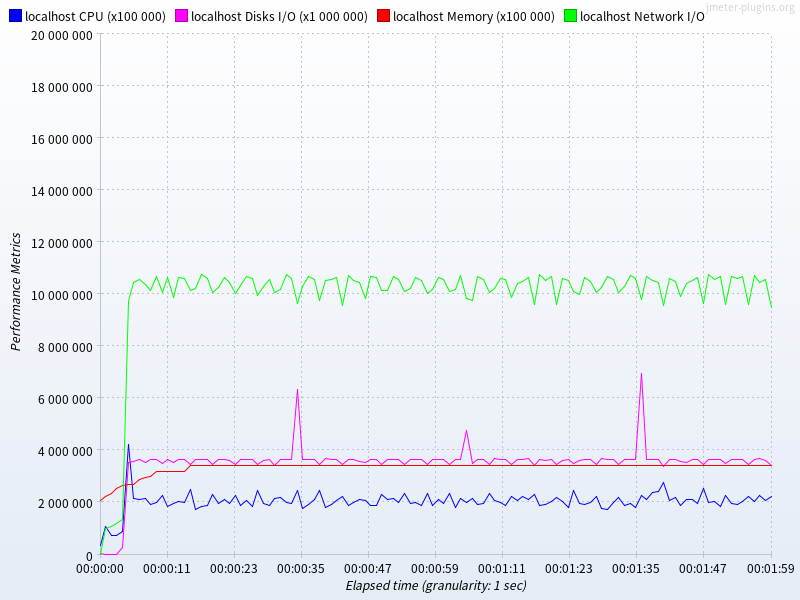 jmeter-plugins.org
localhost CPU (x100 000) localhost Disks I/O (x1 000 000) localhost Memory (x100 000) localhost Network I/O
20 000 000
18 000 000
16 000 000
14 000 000
12 000 000
10 000 000
8 000 000
6 000 000
4 000 000
2 000 000
0
Performance Metrics
00:00:00 00:00:11 00:00:23 00:00:35 00:00:47 00:00:59 00:01:11 00:01:23 00:01:35 00:01:47 00:01:59
Elapsed time (granularity: 1 sec)